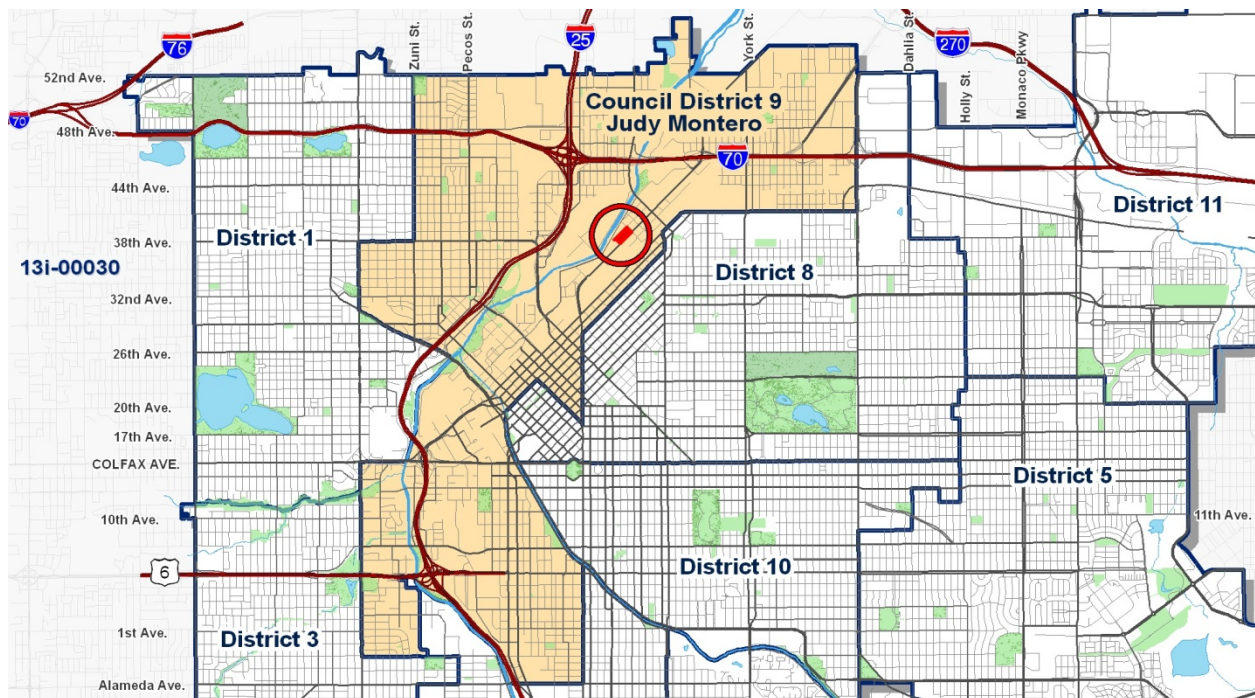 76
25
270
Zuni St.
Pecos St.
York St.
Dahlia St.
Holly St.
Monaco Pkwy
52nd Ave.
Council District 9
Judy Montero
70
48th Ave.
70
44th Ave.
District 11
District 1
38th Ave.
13i-00030
District 8
32nd Ave.
26th Ave.
20th Ave.
17th Ave.
COLFAX AVE.
District 5
10th Ave.
11th Ave.
6
District 10
1st Ave.
District 3
Alameda Ave.